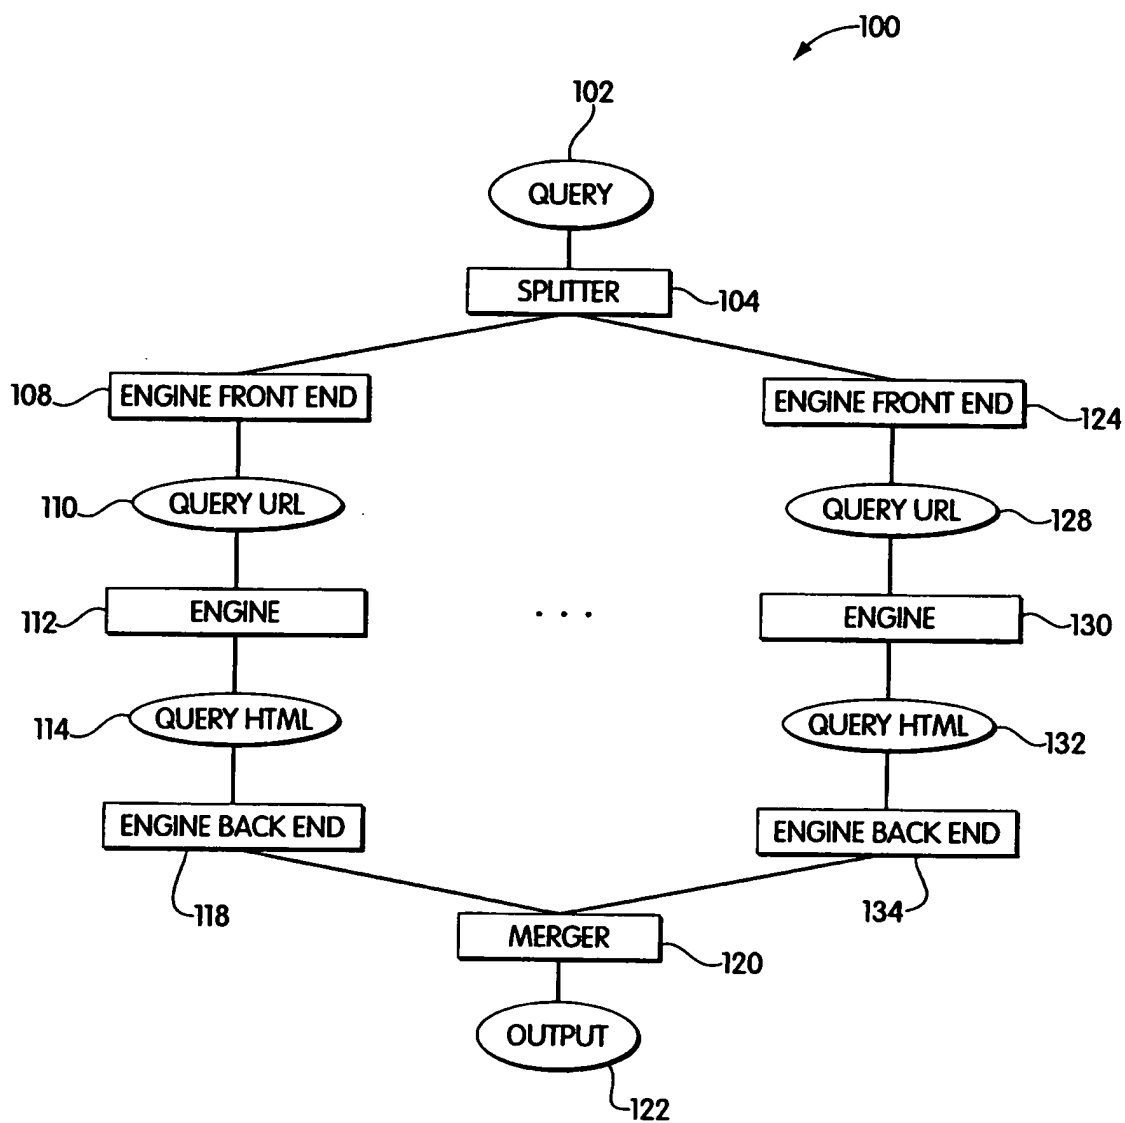 100
102
QUERY
SPLITTER
104
108
ENGINE FRONT END
ENGINE FRONT END
124
110
QUERY URL
QUERY URL
128
112
ENGINE
. . .
ENGINE
130
114
QUERY HTML
QUERY HTML
132
ENGINE BACK END
ENGINE BACK END
118
134
MERGER
120
OUTPUT
122